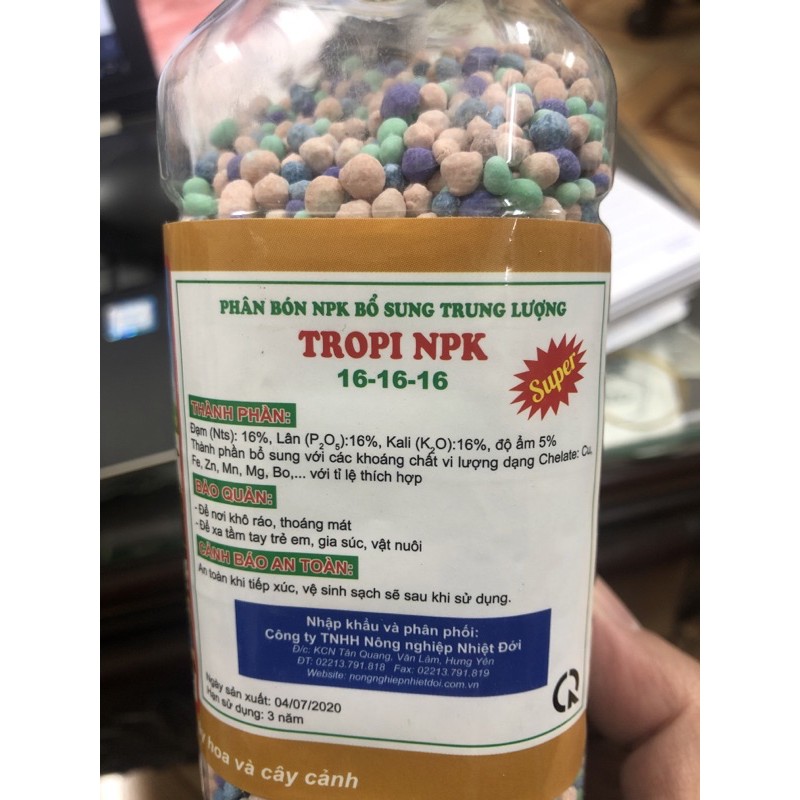 PHÂN BÓN NPK BỔ SUNG TRUNG LƯỢNG
TROPI NPK
16-16-16
Super
THÀNH PHẦN:
Đạm (Nts): 16%, Lân (P₂O₅):16%, Kali (K₂O):16%, độ ẩm 5%
Thành phần bổ sung với các khoáng chất vi lượng dạng Chelate: Cu,
Fe, Zn, Mn, Mg, Bo,... với tỉ lệ thích hợp
BẢO QUẢN:
-Để nơi khô ráo, thoáng mát
-Để xa tầm tay trẻ em, gia súc, vật nuôi
CẢNH BÁO AN TOÀN:
An toàn khi tiếp xúc, vệ sinh sạch sẽ sau khi sử dụng.
Nhập khẩu và phân phối:
Công ty TNHH Nông nghiệp Nhiệt Đới
Đ/c: KCN Tân Quang, Văn Lâm, Hưng Yên
ĐT: 02213.791.818 Fax: 02213.791.819
Website: nongnghiepnhietdoi.com.vn
Ngày sản xuất: 04/07/2020
Hạn sử dụng: 3 năm
hoa và cây cảnh